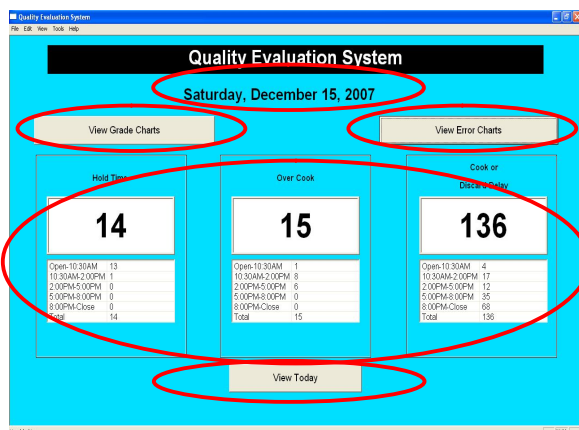 Quality Evaluation System
File Edit View Tools Help
Quality Evaluation System
Saturday, December 15, 2007
View Grade Charts
View Error Charts
Hold Time
14
Open-10:30AM 13
10:30AM-2:00PM 1
2:00PM-5:00PM 0
5:00PM-8:00PM 0
8:00PM-Close 0
Total 14
Over Cook
15
Open-10:30AM 1
10:30AM-2:00PM 8
2:00PM-5:00PM 6
5:00PM-8:00PM 0
8:00PM-Close 0
Total 15
Cook or
Discard Delay
136
Open-10:30AM 4
10:30AM-2:00PM 17
2:00PM-5:00PM 12
5:00PM-8:00PM 35
8:00PM-Close 68
Total 136
View Today